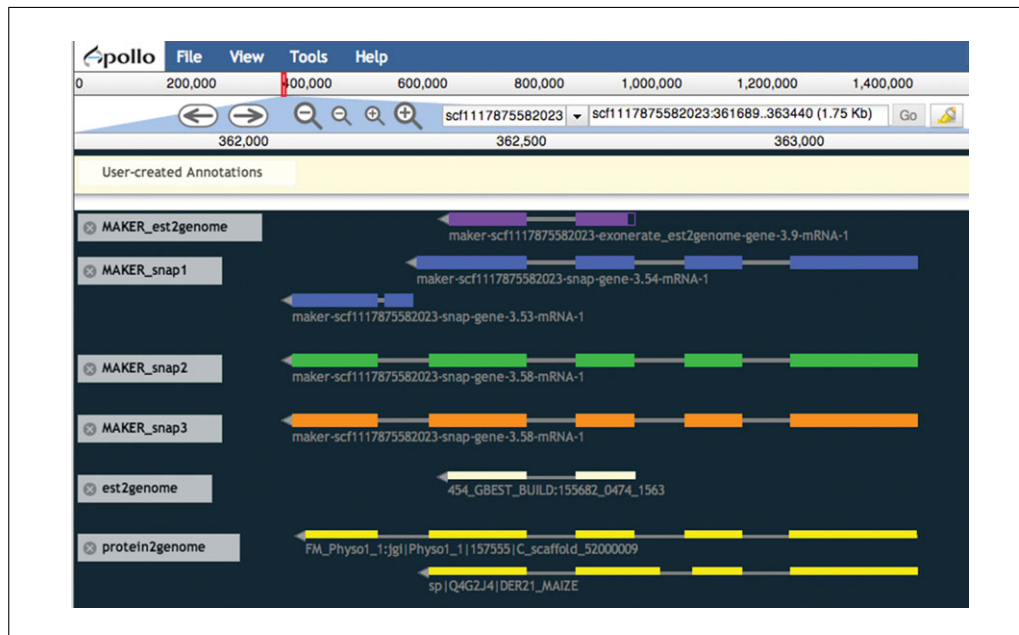 Apollo File View Tools Help
0 200,000 400,000 600,000 800,000 1,000,000 1,200,000 1,400,000
scf1117875582023 scf1117875582023:361689..363440 (1.75 Kb) Go
362,000 362,500 363,000
User-created Annotations
MAKER_est2genome
maker-scf1117875582023-exonerate_est2genome-gene-3.9-mRNA-1
MAKER_snap1
maker-scf1117875582023-snap-gene-3.54-mRNA-1
maker-scf1117875582023-snap-gene-3.53-mRNA-1
MAKER_snap2
maker-scf1117875582023-snap-gene-3.58-mRNA-1
MAKER_snap3
maker-scf1117875582023-snap-gene-3.58-mRNA-1
est2genome
454_GBEST_BUILD:155682_0474_1563
protein2genome
FM_Physo1_1:jgi|Physo1_1|157555|C_scaffold_52000009
sp|Q4G2J4|DER21_MAIZE